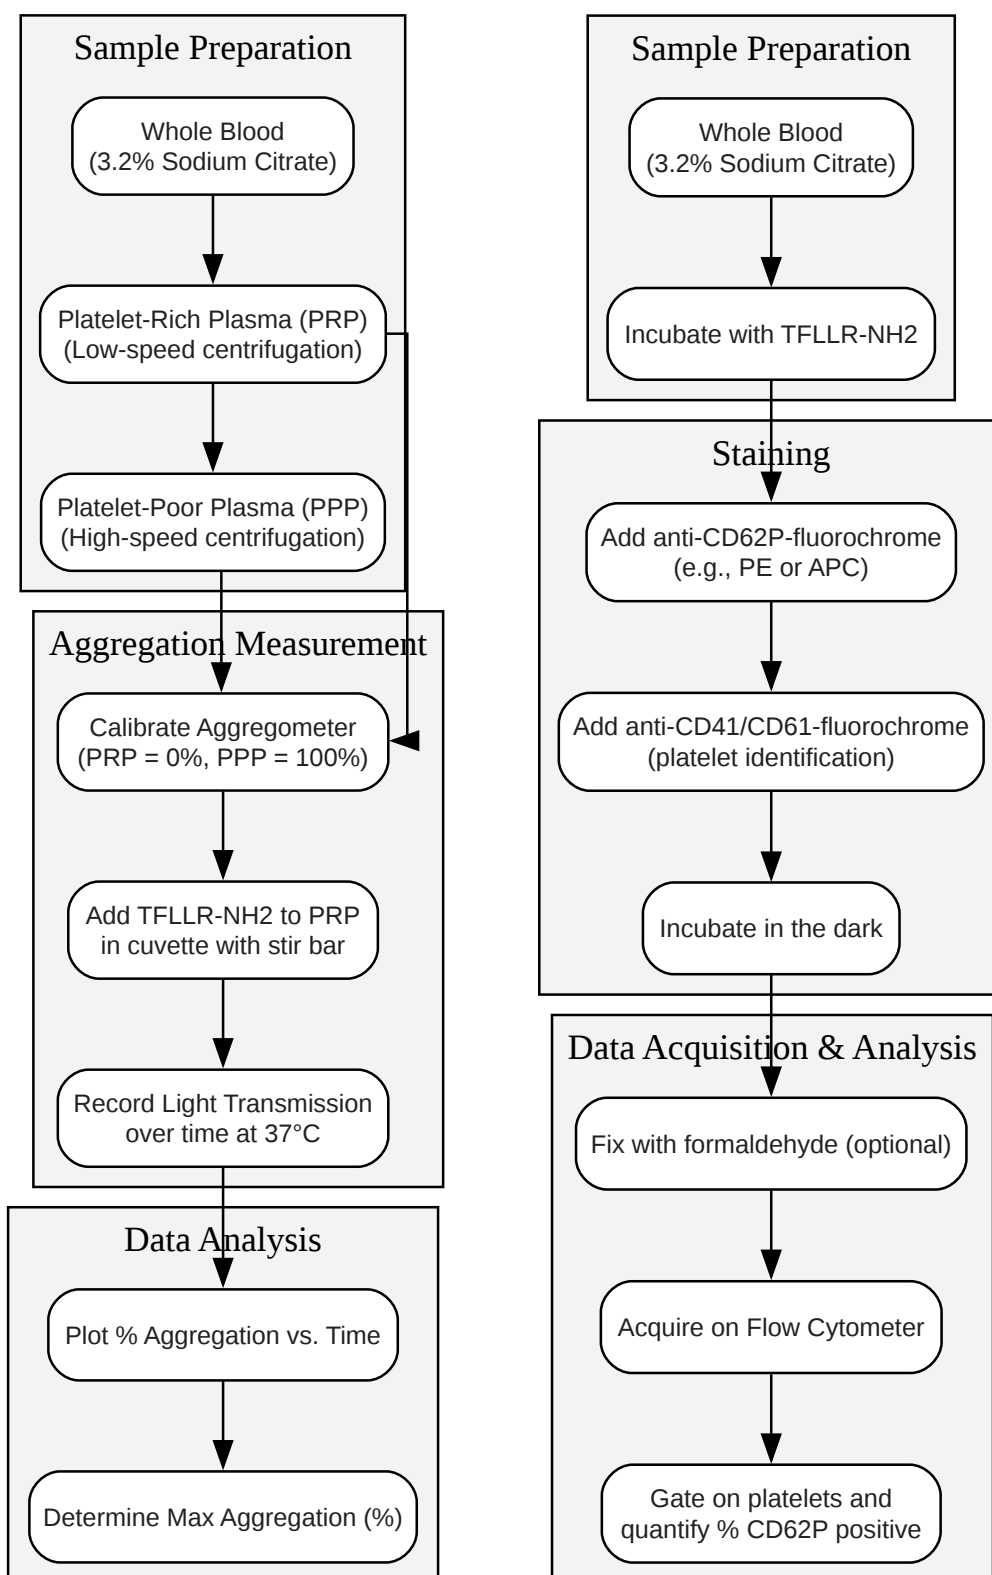 Sample Preparation
Whole Blood
(3.2% Sodium Citrate)
Platelet-Rich Plasma (PRP)
(Low-speed centrifugation)
Platelet-Poor Plasma (PPP)
(High-speed centrifugation)
Aggregation Measurement
Calibrate Aggregometer
(PRP = 0%, PPP = 100%)
Add TFLLR-NH2 to PRP
in cuvette with stir bar
Record Light Transmission
over time at 37°C
Data Analysis
Plot % Aggregation vs. Time
Determine Max Aggregation (%)
Sample Preparation
Whole Blood
(3.2% Sodium Citrate)
Incubate with TFLLR-NH2
Staining
Add anti-CD62P-fluorochrome
(e.g., PE or APC)
Add anti-CD41/CD61-fluorochrome
(platelet identification)
Incubate in the dark
Data Acquisition & Analysis
Fix with formaldehyde (optional)
Acquire on Flow Cytometer
Gate on platelets and
quantify % CD62P positive